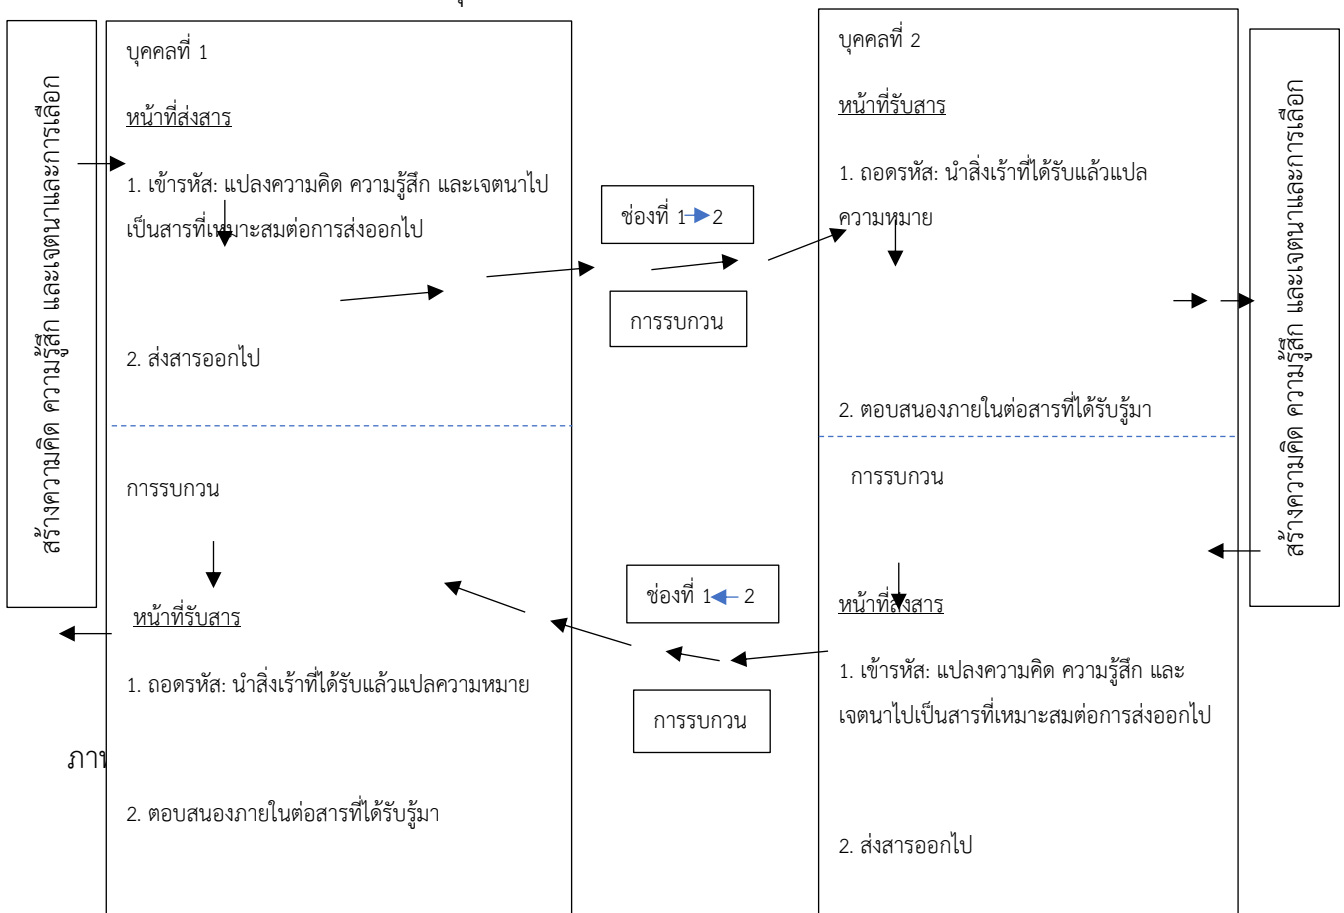 สร้างความคิด ความรู้สึก และเจตนาและการเลือก
บุคคลที่ 1
หน้าที่ส่งสาร
1. เข้ารหัส: แปลงความคิด ความรู้สึก และเจตนาไป
เป็นสารที่เหมาะสมต่อการส่งออกไป
2. ส่งสารออกไป
การรบกวน
หน้าที่รับสาร
1. ถอดรหัส: นำสิ่งเร้าที่ได้รับแล้วแปลความหมาย
2. ตอบสนองภายในต่อสารที่ได้รับรู้มา
ช่องที่ 1 2
การรบกวน
ช่องที่ 1 2
การรบกวน
บุคคลที่ 2
หน้าที่รับสาร
1. ถอดรหัส: นำสิ่งเร้าที่ได้รับแล้วแปล
ความหมาย
2. ตอบสนองภายในต่อสารที่ได้รับรู้มา
การรบกวน
หน้าที่ส่งสาร
1. เข้ารหัส: แปลงความคิด ความรู้สึก และ
เจตนาไปเป็นสารที่เหมาะสมต่อการส่งออกไป
2. ส่งสารออกไป
สร้างความคิด ความรู้สึก และเจตนาและการเลือก